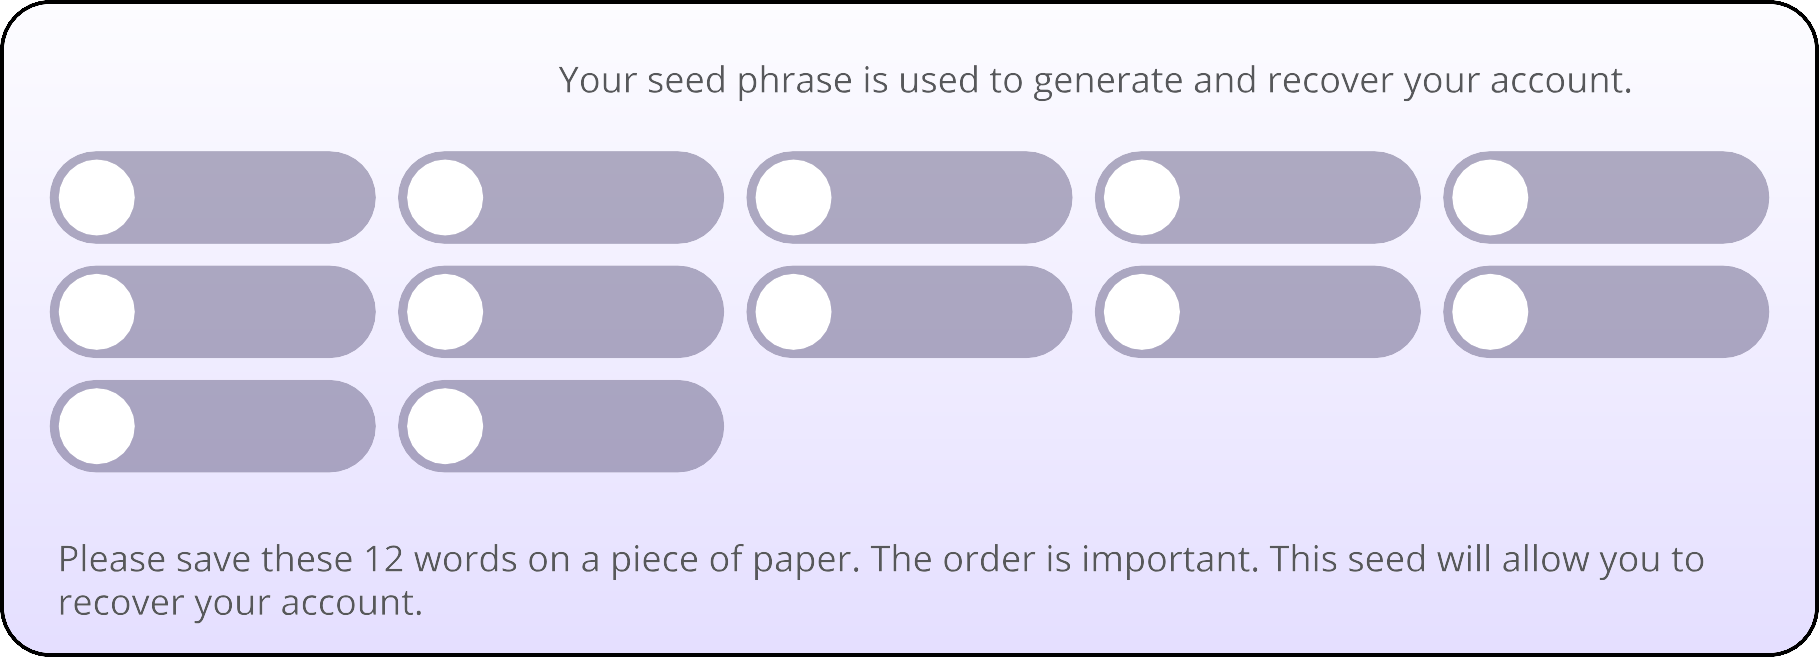 Your seed phrase is used to generate and recover your account.
Please save these 12 words on a piece of paper. The order is important. This seed will allow you to
recover your account.